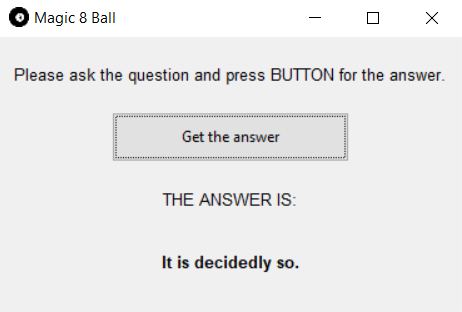 Magic 8 Ball
Please ask the question and press BUTTON for the answer.
Get the answer
THE ANSWER IS:
It is decidedly so.